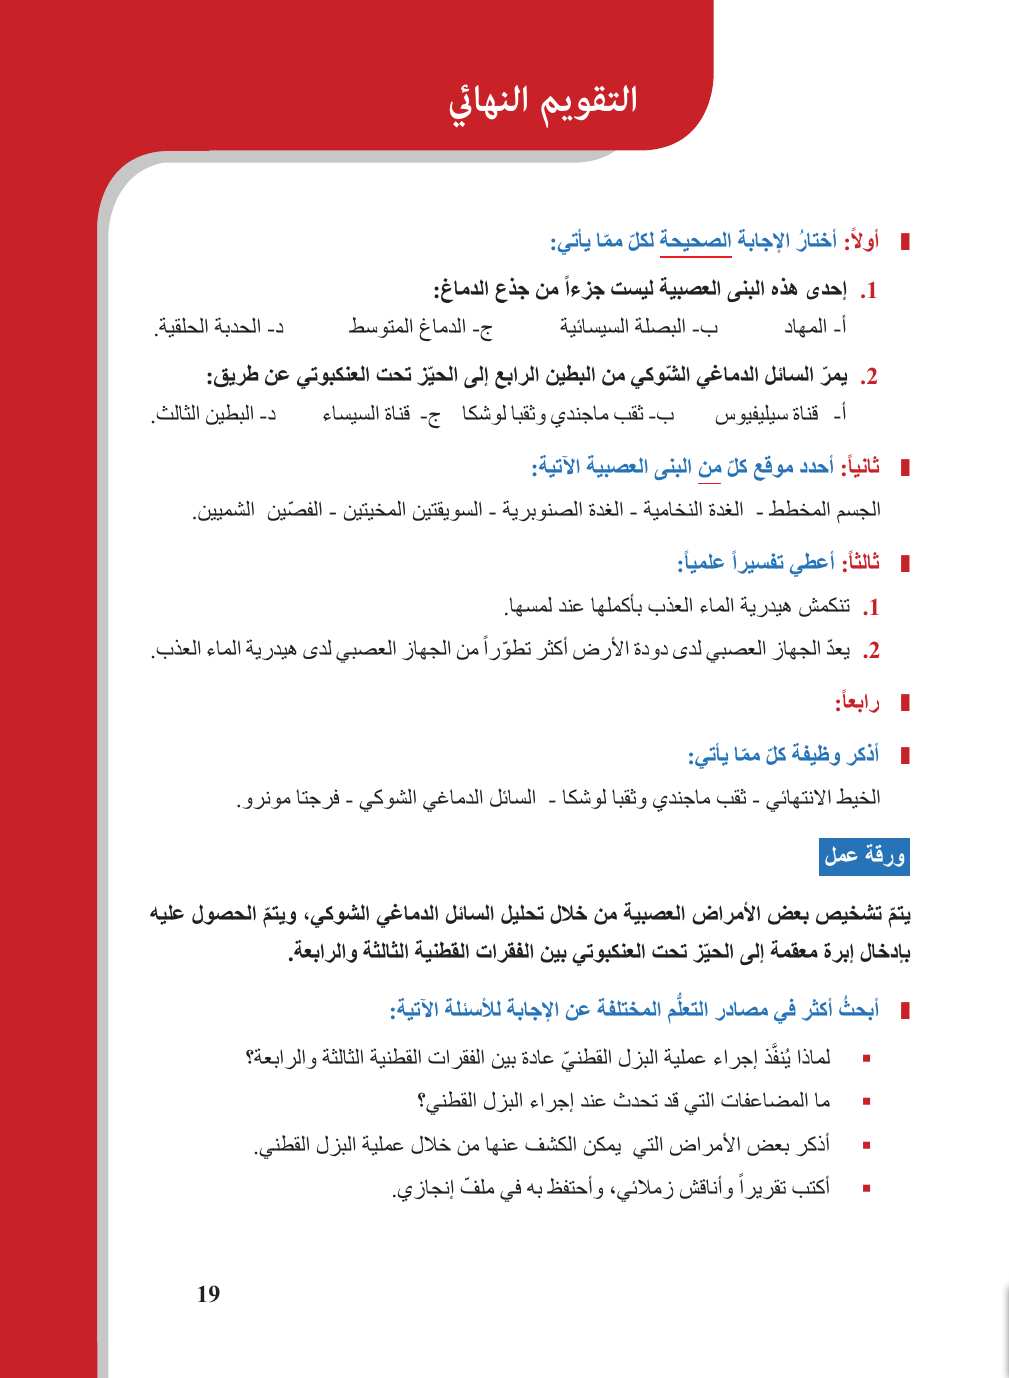 التقويم النهائي
أولاً: أختارُ الإجابة الصحيحة لكلّ ممّا يأتي:
1. إحدى هذه البنى العصبية ليست جزءاً من جذع الدماغ:
أ- المهاد ب- البصلة السيسائية ج- الدماغ المتوسط د- الحدبة الحلقية.
2. يمرّ السائل الدماغي الشّوكي من البطين الرابع إلى الحيّز تحت العنكبوتي عن طريق:
أ- قناة سيليفيوس ب- ثقب ماجندي وثقبا لوشكا ج- قناة السيساء د- البطين الثالث.
ثانياً: أحدد موقع كلّ من البنى العصبية الآتية:
الجسم المخطط - الغدة النخامية - الغدة الصنوبرية - السويقتين المخيتين - الفصّين الشميين.
ثالثاً: أعطي تفسيراً علمياً:
1. تنكمش هيدرية الماء العذب بأكملها عند لمسها.
2. يعدّ الجهاز العصبي لدى دودة الأرض أكثر تطوّراً من الجهاز العصبي لدى هيدرية الماء العذب.
رابعاً:
أذكر وظيفة كلّ ممّا يأتي:
الخيط الانتهائي - ثقب ماجندي وثقبا لوشكا - السائل الدماغي الشوكي - فرجتا مونرو.
ورقة عمل
يتمّ تشخيص بعض الأمراض العصبية من خلال تحليل السائل الدماغي الشوكي، ويتمّ الحصول عليه
بإدخال إبرة معقمة إلى الحيّز تحت العنكبوتي بين الفقرات القطنية الثالثة والرابعة.
أبحثُ أكثر في مصادر التعلُّم المختلفة عن الإجابة للأسئلة الآتية:
لماذا يُنفَّذ إجراء عملية البزل القطنيّ عادة بين الفقرات القطنية الثالثة والرابعة؟
ما المضاعفات التي قد تحدث عند إجراء البزل القطني؟
أذكر بعض الأمراض التي يمكن الكشف عنها من خلال عملية البزل القطني.
أكتب تقريراً وأناقش زملائي، وأحتفظ به في ملفّ إنجازي.
19